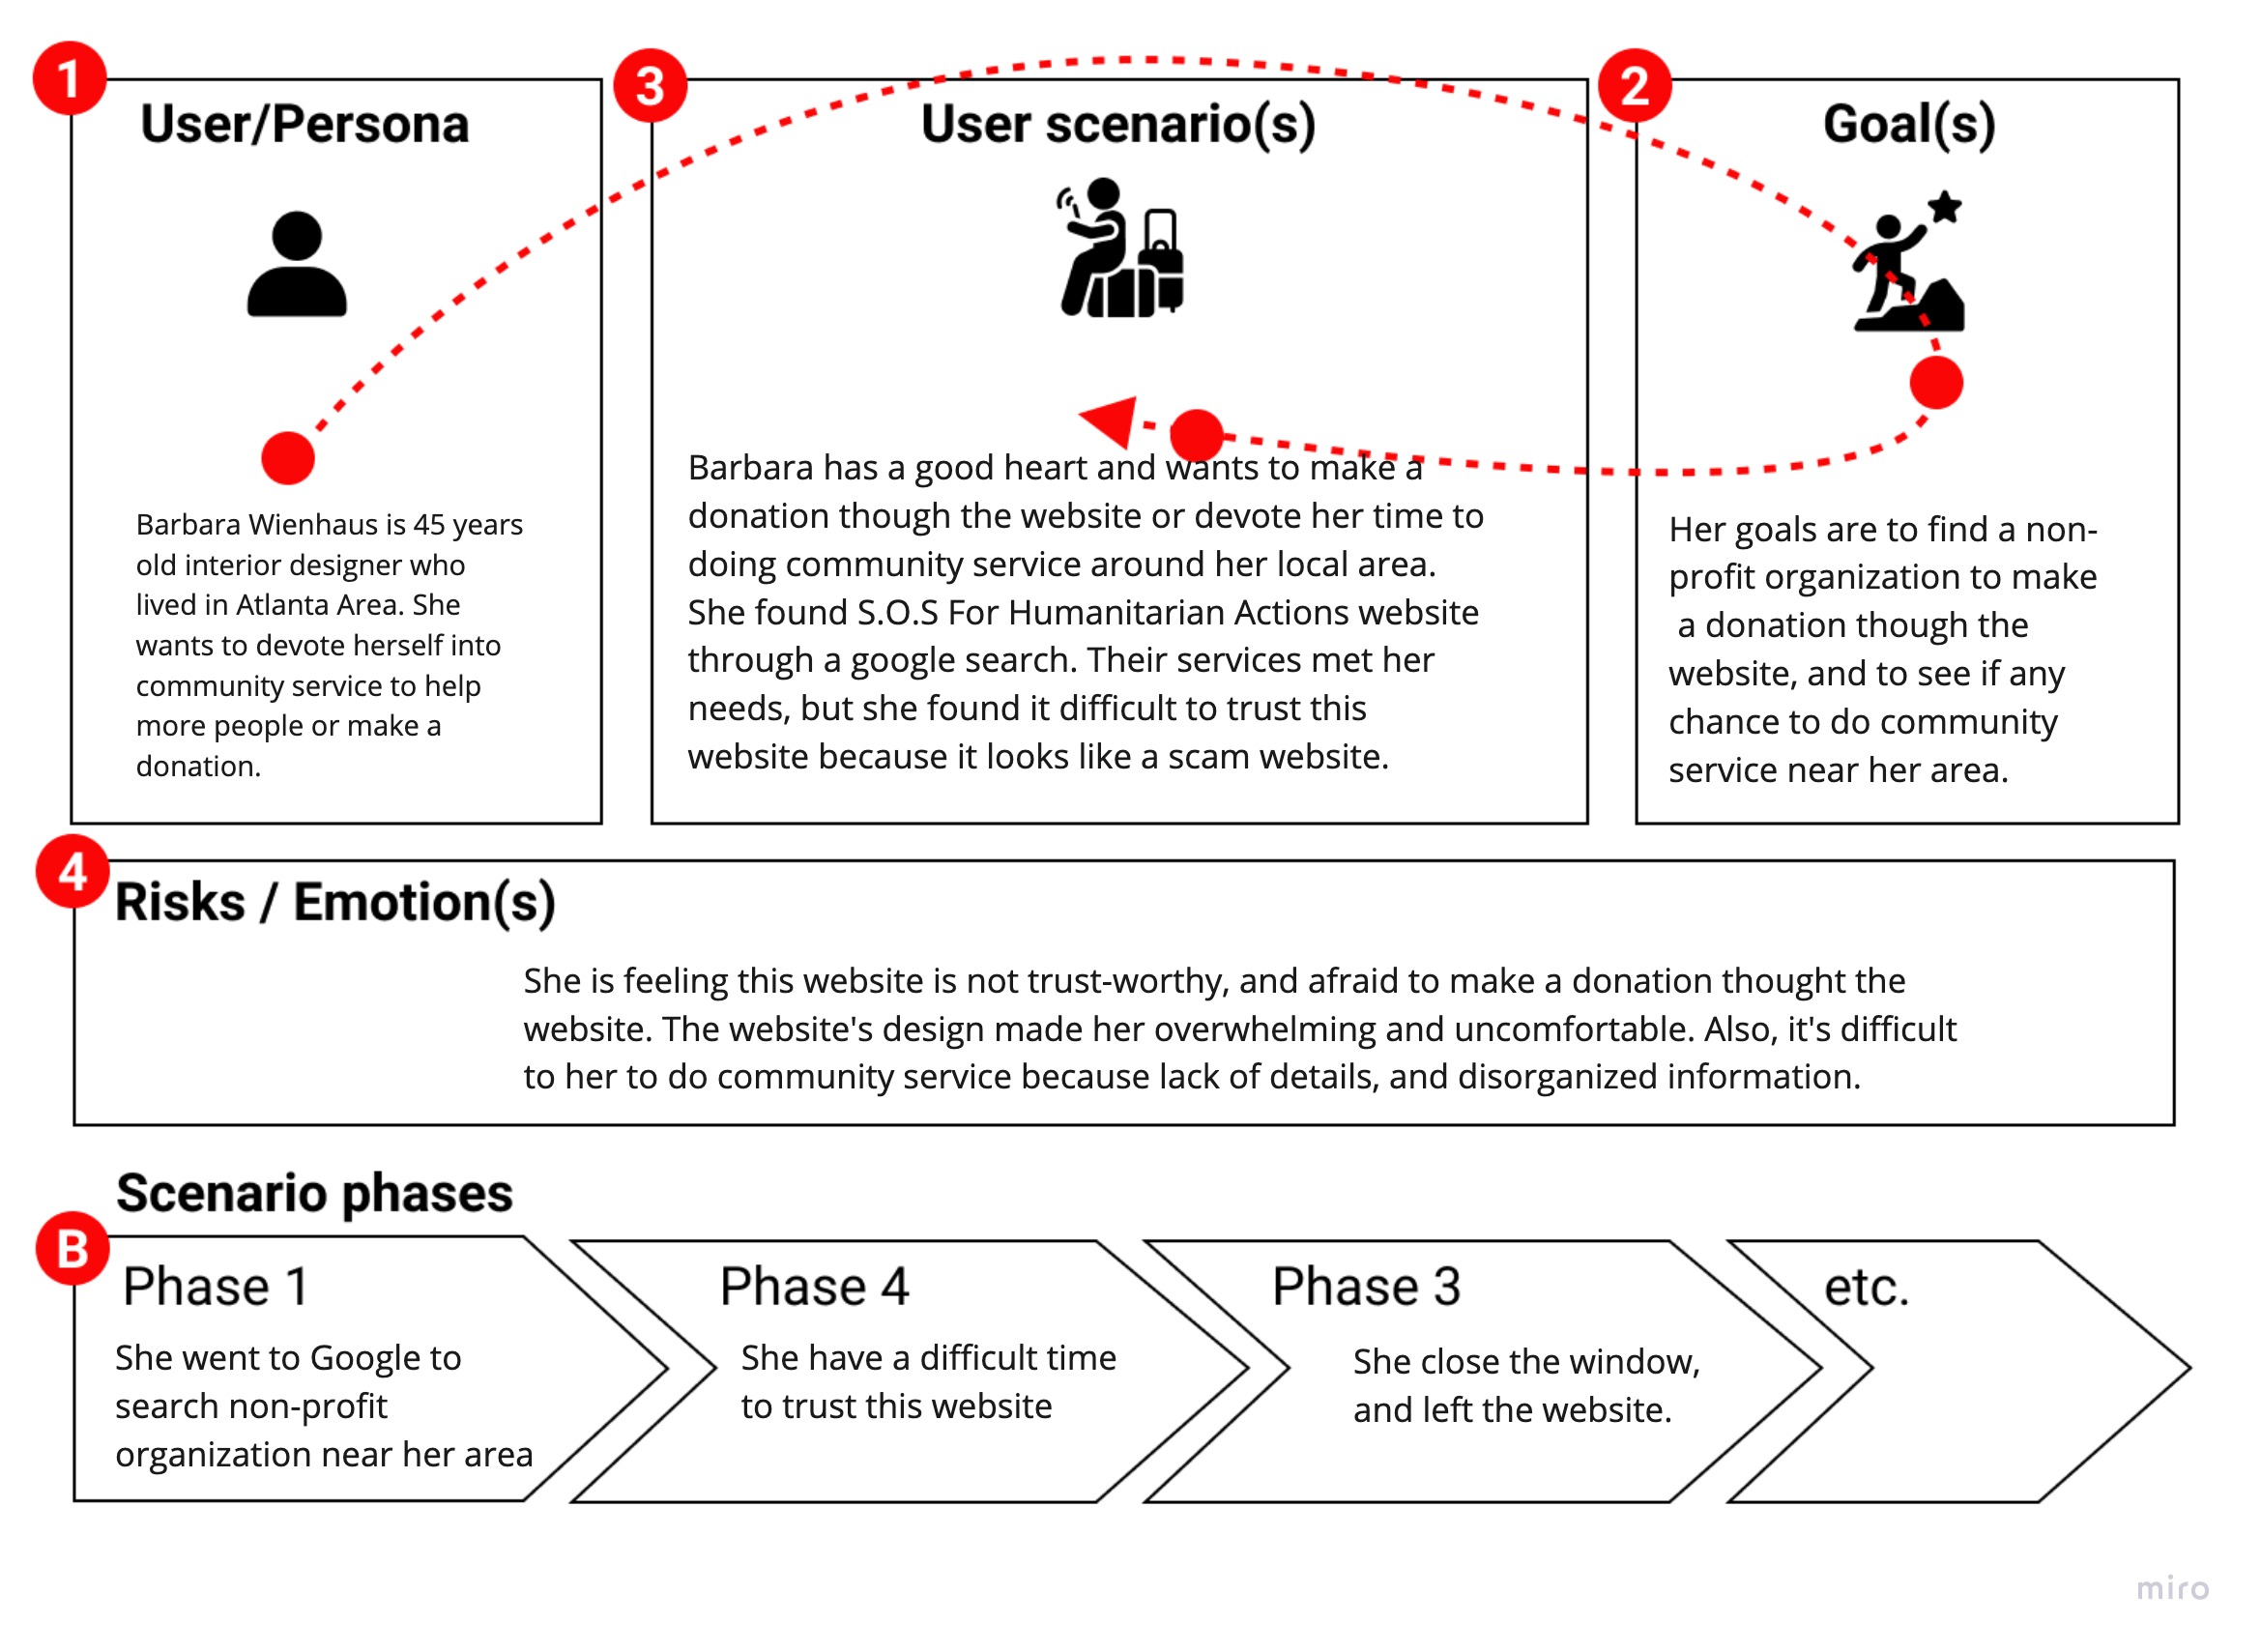 1
User/Persona
Barbara Wienhaus is 45 years
old interior designer who
lived in Atlanta Area. She
wants to devote herself into
community service to help
more people or make a
donation.
3
User scenario(s)
Barbara has a good heart and wants to make a
donation though the website or devote her time to
doing community service around her local area.
She found S.O.S For Humanitarian Actions website
through a google search. Their services met her
needs, but she found it difficult to trust this
website because it looks like a scam website.
2
Goal(s)
Her goals are to find a non-
profit organization to make
a donation though the
website, and to see if any
chance to do community
service near her area.
4
Risks / Emotion(s)
She is feeling this website is not trust-worthy, and afraid to make a donation thought the
website. The website's design made her overwhelming and uncomfortable. Also, it's difficult
to her to do community service because lack of details, and disorganized information.
Scenario phases
B
Phase 1
She went to Google to
search non-profit
organization near her area
Phase 4
She have a difficult time
to trust this website
Phase 3
She close the window,
and left the website.
etc.
miro